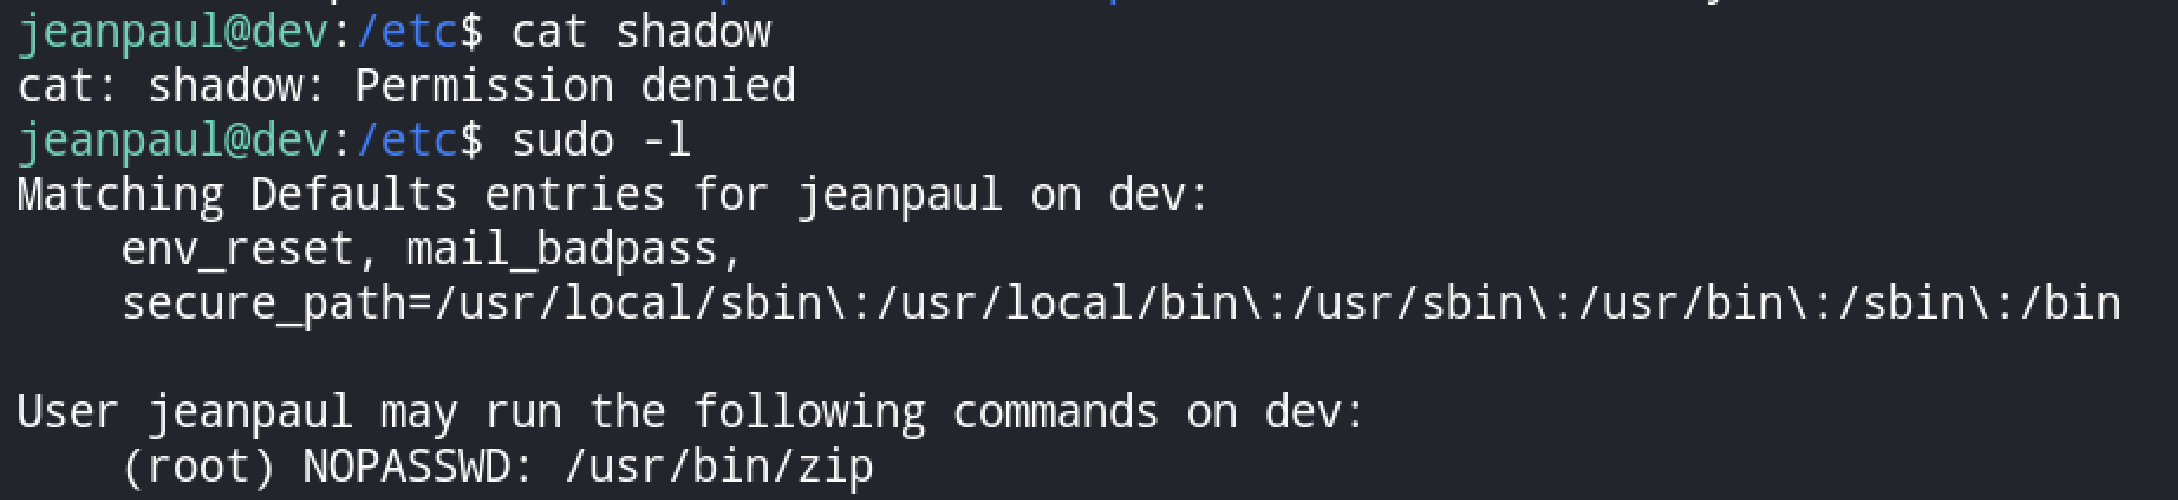 jeanpaul@dev:/etc$ cat shadow
cat: shadow: Permission denied
jeanpaul@dev:/etc$ sudo -l
Matching Defaults entries for jeanpaul on dev:
    env_reset, mail_badpass,
    secure_path=/usr/local/sbin\:/usr/local/bin\:/usr/sbin\:/usr/bin\:/sbin\:/bin

User jeanpaul may run the following commands on dev:
    (root) NOPASSWD: /usr/bin/zip